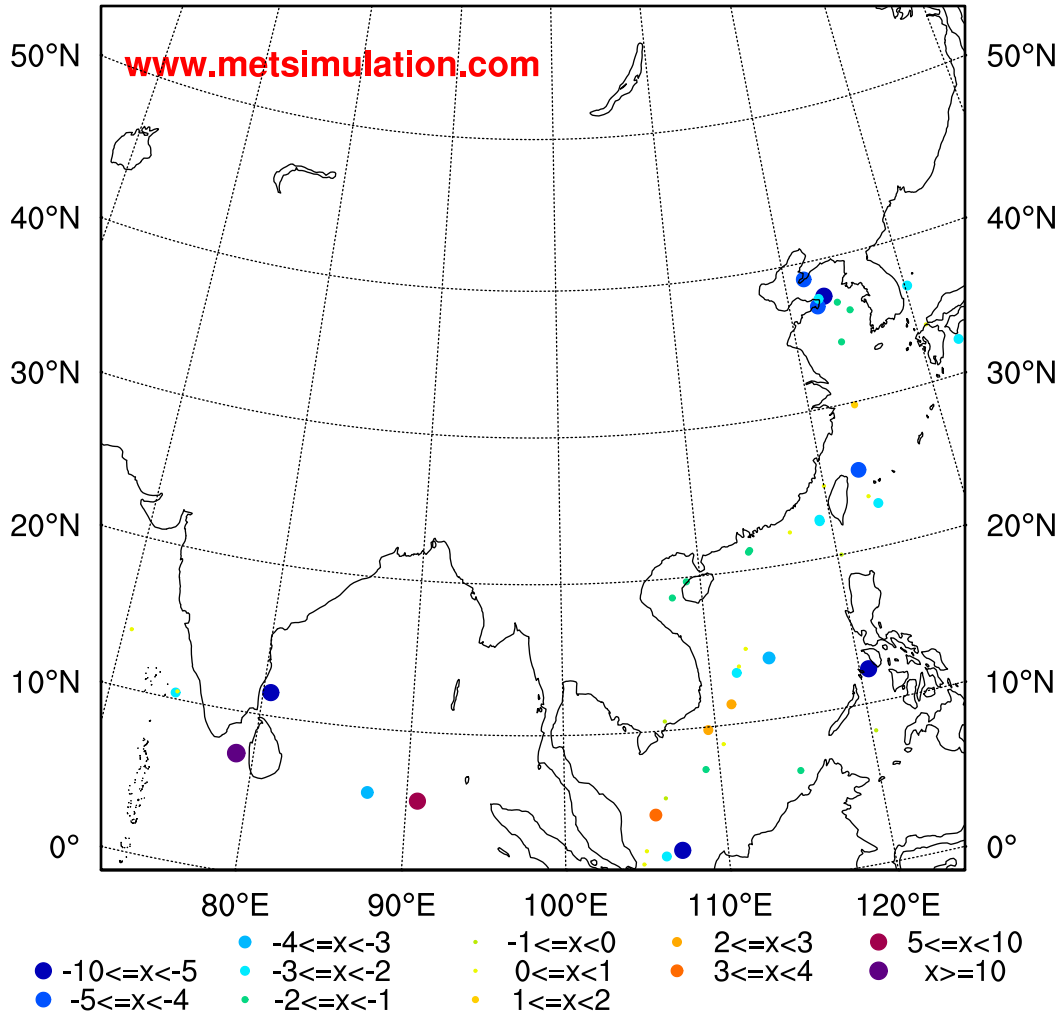 www.metsimulation.com
50°N 50°N
40°N 40°N
30°N 30°N
20°N 20°N
10°N 10°N
0° 0°
80°E 90°E 100°E 110°E 120°E
-4<=x<-3 -1<=x<0 2<=x<3 5<=x<10
-10<=x<-5 -3<=x<-2 0<=x<1 3<=x<4 x>=10
-5<=x<-4 -2<=x<-1 1<=x<2